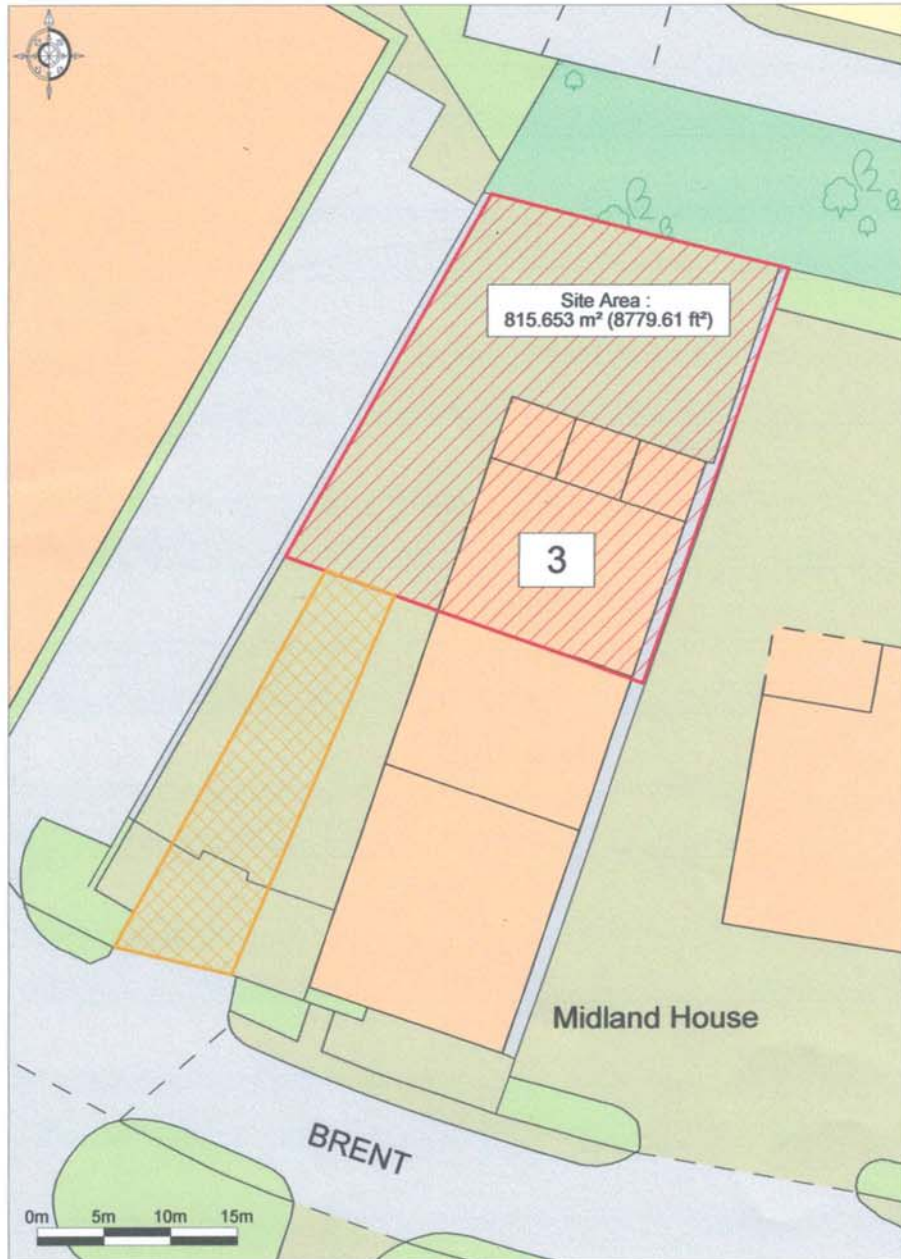 Site Area :
815.653 m² (8779.61 ft²)
3
Midland House
BRENT
0m 5m 10m 15m